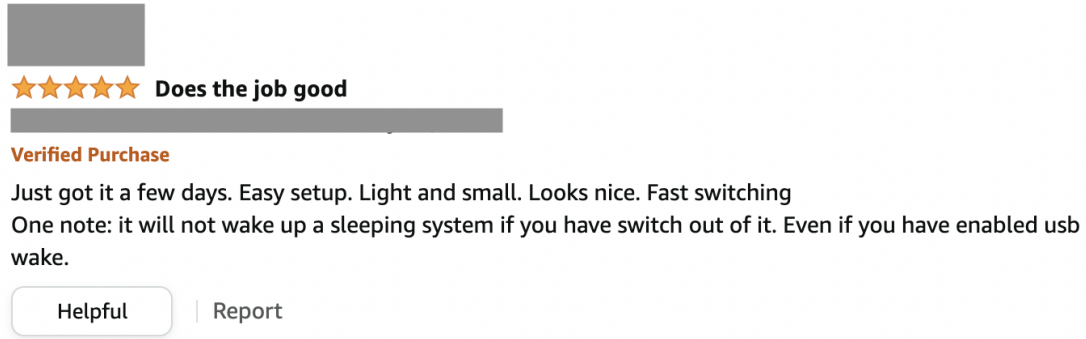 Does the job good
Verified Purchase
Just got it a few days. Easy setup. Light and small. Looks nice. Fast switching
One note: it will not wake up a sleeping system if you have switch out of it. Even if you have enabled usb
wake.
Helpful
Report